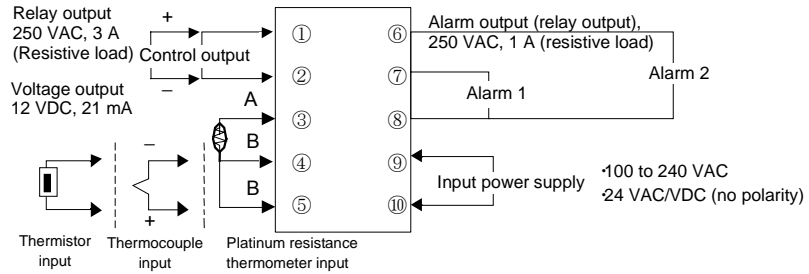 Relay output
250 VAC, 3 A
(Resistive load)
Voltage output
12 VDC, 21 mA
+
Control output
–
A
B
B
–
+
Thermistor
input
Thermocouple
input
Platinum resistance
thermometer input
①
②
③
④
⑤
⑥
⑦
⑧
⑨
⑩
Alarm output (relay output),
250 VAC, 1 A (resistive load)
Alarm 2
Alarm 1
Input power supply
·100 to 240 VAC
·24 VAC/VDC (no polarity)